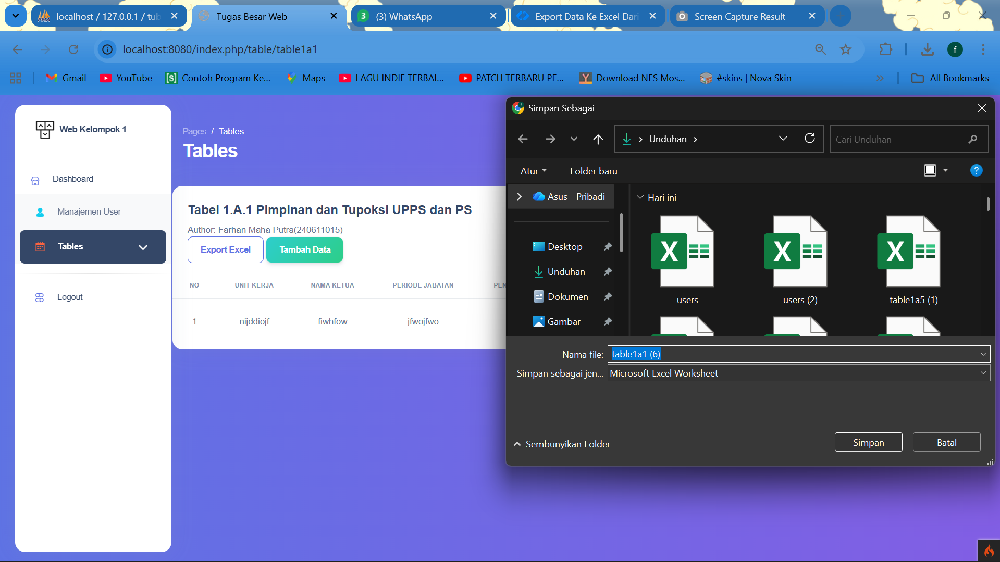 localhost / 127.0.0.1 / tub
Tugas Besar Web
3
(3) WhatsApp
Export Data Ke Excel Dari
Screen Capture Result
localhost:8080/index.php/table/table1a1
f
Gmail
YouTube
[s] Contoh Program Ke...
Maps
LAGU INDIE TERBAI...
PATCH TERBARU PE...
Download NFS Mos...
#skins | Nova Skin
All Bookmarks
Web Kelompok 1
Dashboard
Manajemen User
Tables
Logout
Pages / Tables
Tables
Tabel 1.A.1 Pimpinan dan Tupoksi UPPS dan PS
Author: Farhan Maha Putra(240611015)
Export Excel
Tambah Data
NO UNIT KERJA NAMA KETUA PERIODE JABATAN PEN
1 nijddiojf fiwhfow jfwojfwo
Simpan Sebagai
Unduhan
Cari Unduhan
Atur
Folder baru
?
Asus - Pribadi
Desktop
Unduhan
Dokumen
Gambar
Hari ini
X
X
X
users
users (2)
table1a5 (1)
Nama file: table1a1 (6)
Simpan sebagai jen... Microsoft Excel Worksheet
Sembunyikan Folder
Simpan
Batal